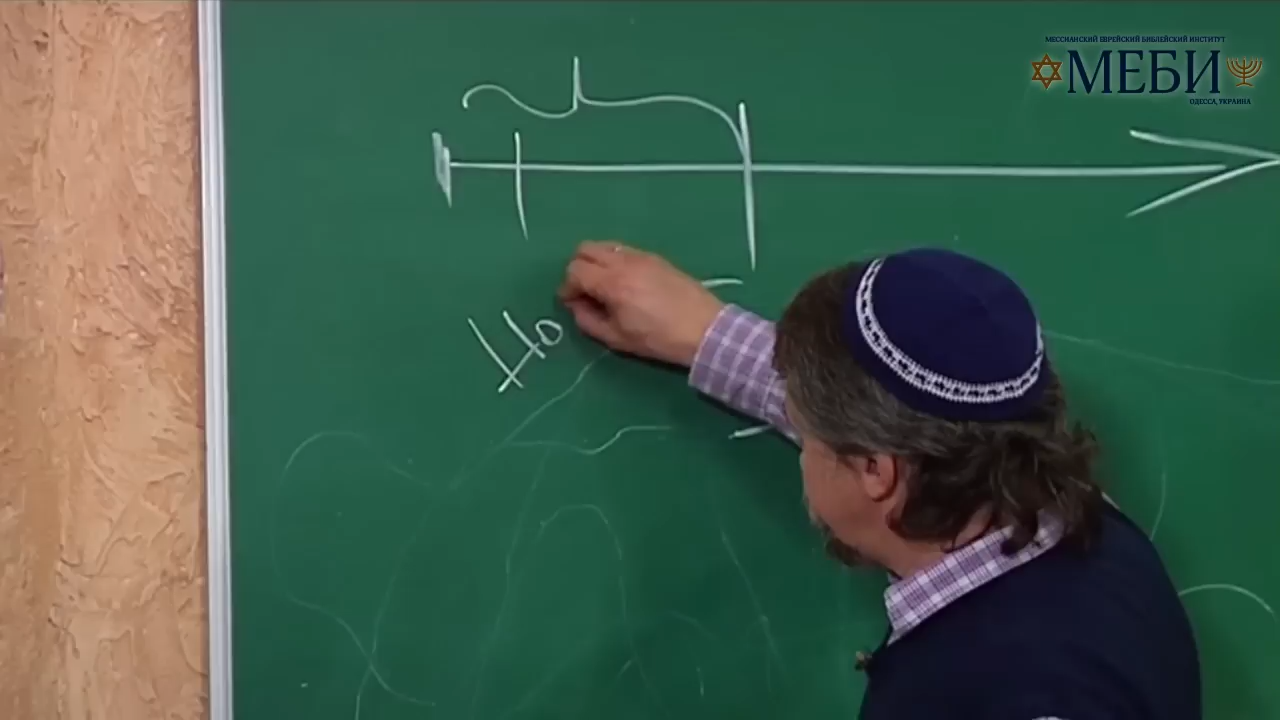 МЕССИАНСКИЙ ЕВРЕЙСКИЙ БИБЛЕЙСКИЙ ИНСТИТУТ
МЕБИ
ОДЕССА, УКРАИНА
Но